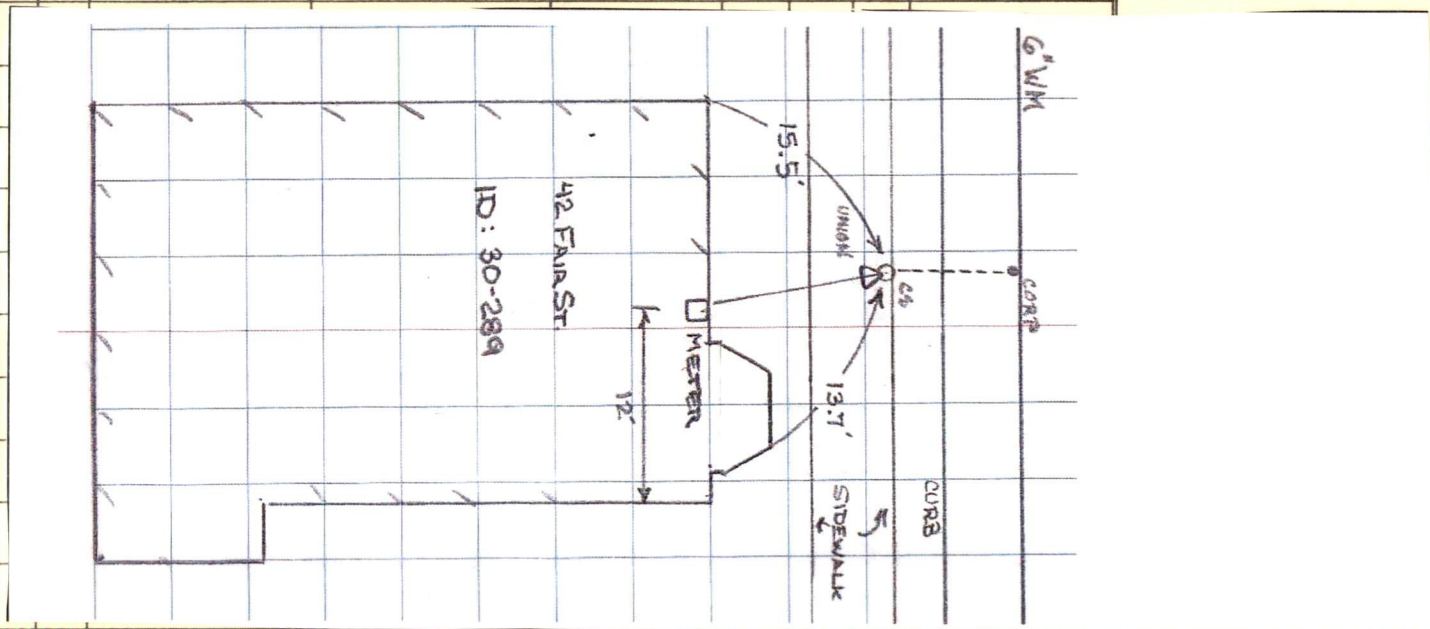 6" WM
CORP
CURB
CS
UNION
SIDEWALK
15.5'
13.7'
METER
12'
42 FAIR ST.
ID: 30-289